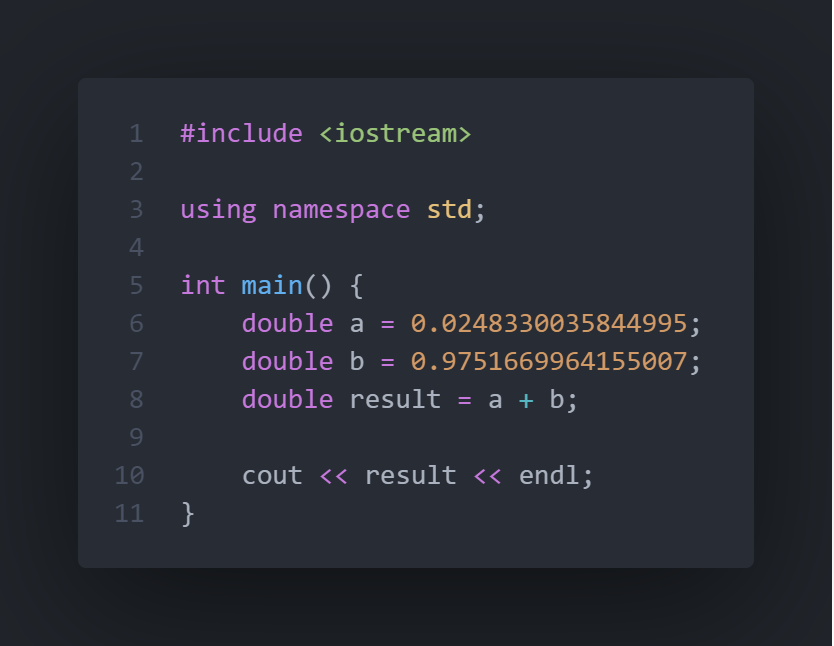 1 #include <iostream>
2
3 using namespace std;
4
5 int main() {
6     double a = 0.0248330035844995;
7     double b = 0.9751669964155007;
8     double result = a + b;
9
10     cout << result << endl;
11 }